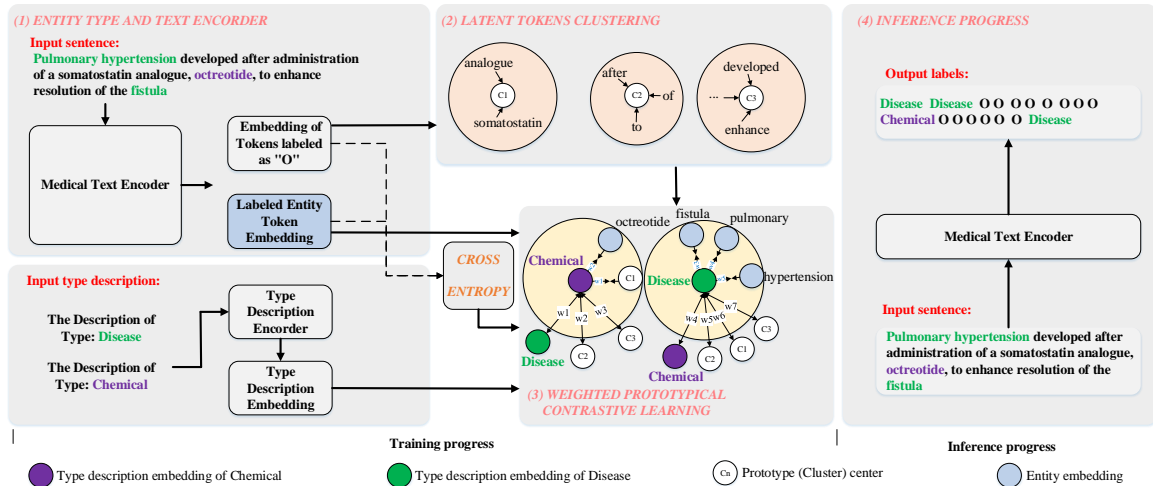 (1) ENTITY TYPE AND TEXT ENCORDER
Input sentence:
Pulmonary hypertension developed after administration
of a somatostatin analogue, octreotide, to enhance
resolution of the fistula
Medical Text Encoder
Embedding of
Tokens labeled
as "O"
Labeled Entity
Token
Embedding
Input type description:
The Description of
Type: Disease
The Description of
Type: Chemical
Type
Description
Encorder
Type
Description
Embedding
(2) LATENT TOKENS CLUSTERING
analogue
C1
somatostatin
after
C2
of
to
developed
...
C3
enhance
CROSS
ENTROPY
octreotide
Chemical
C1
w1
w2
w3
Disease
C2
C3
fistula
pulmonary
hypertension
Disease
w4
w5
w6
w7
Chemical
C2
C1
C3
(3) WEIGHTED PROTOTYPICAL
CONTRASTIVE LEARNING
(4) INFERENCE PROGRESS
Output labels:
Disease Disease O O O O O O O O
Chemical O O O O O O Disease
Medical Text Encoder
Input sentence:
Pulmonary hypertension developed after
administration of a somatostatin analogue,
octreotide, to enhance resolution of the
fistula
Training progress
Inference progress
Type description embedding of Chemical
Type description embedding of Disease
Cn
Prototype (Cluster) center
Entity embedding